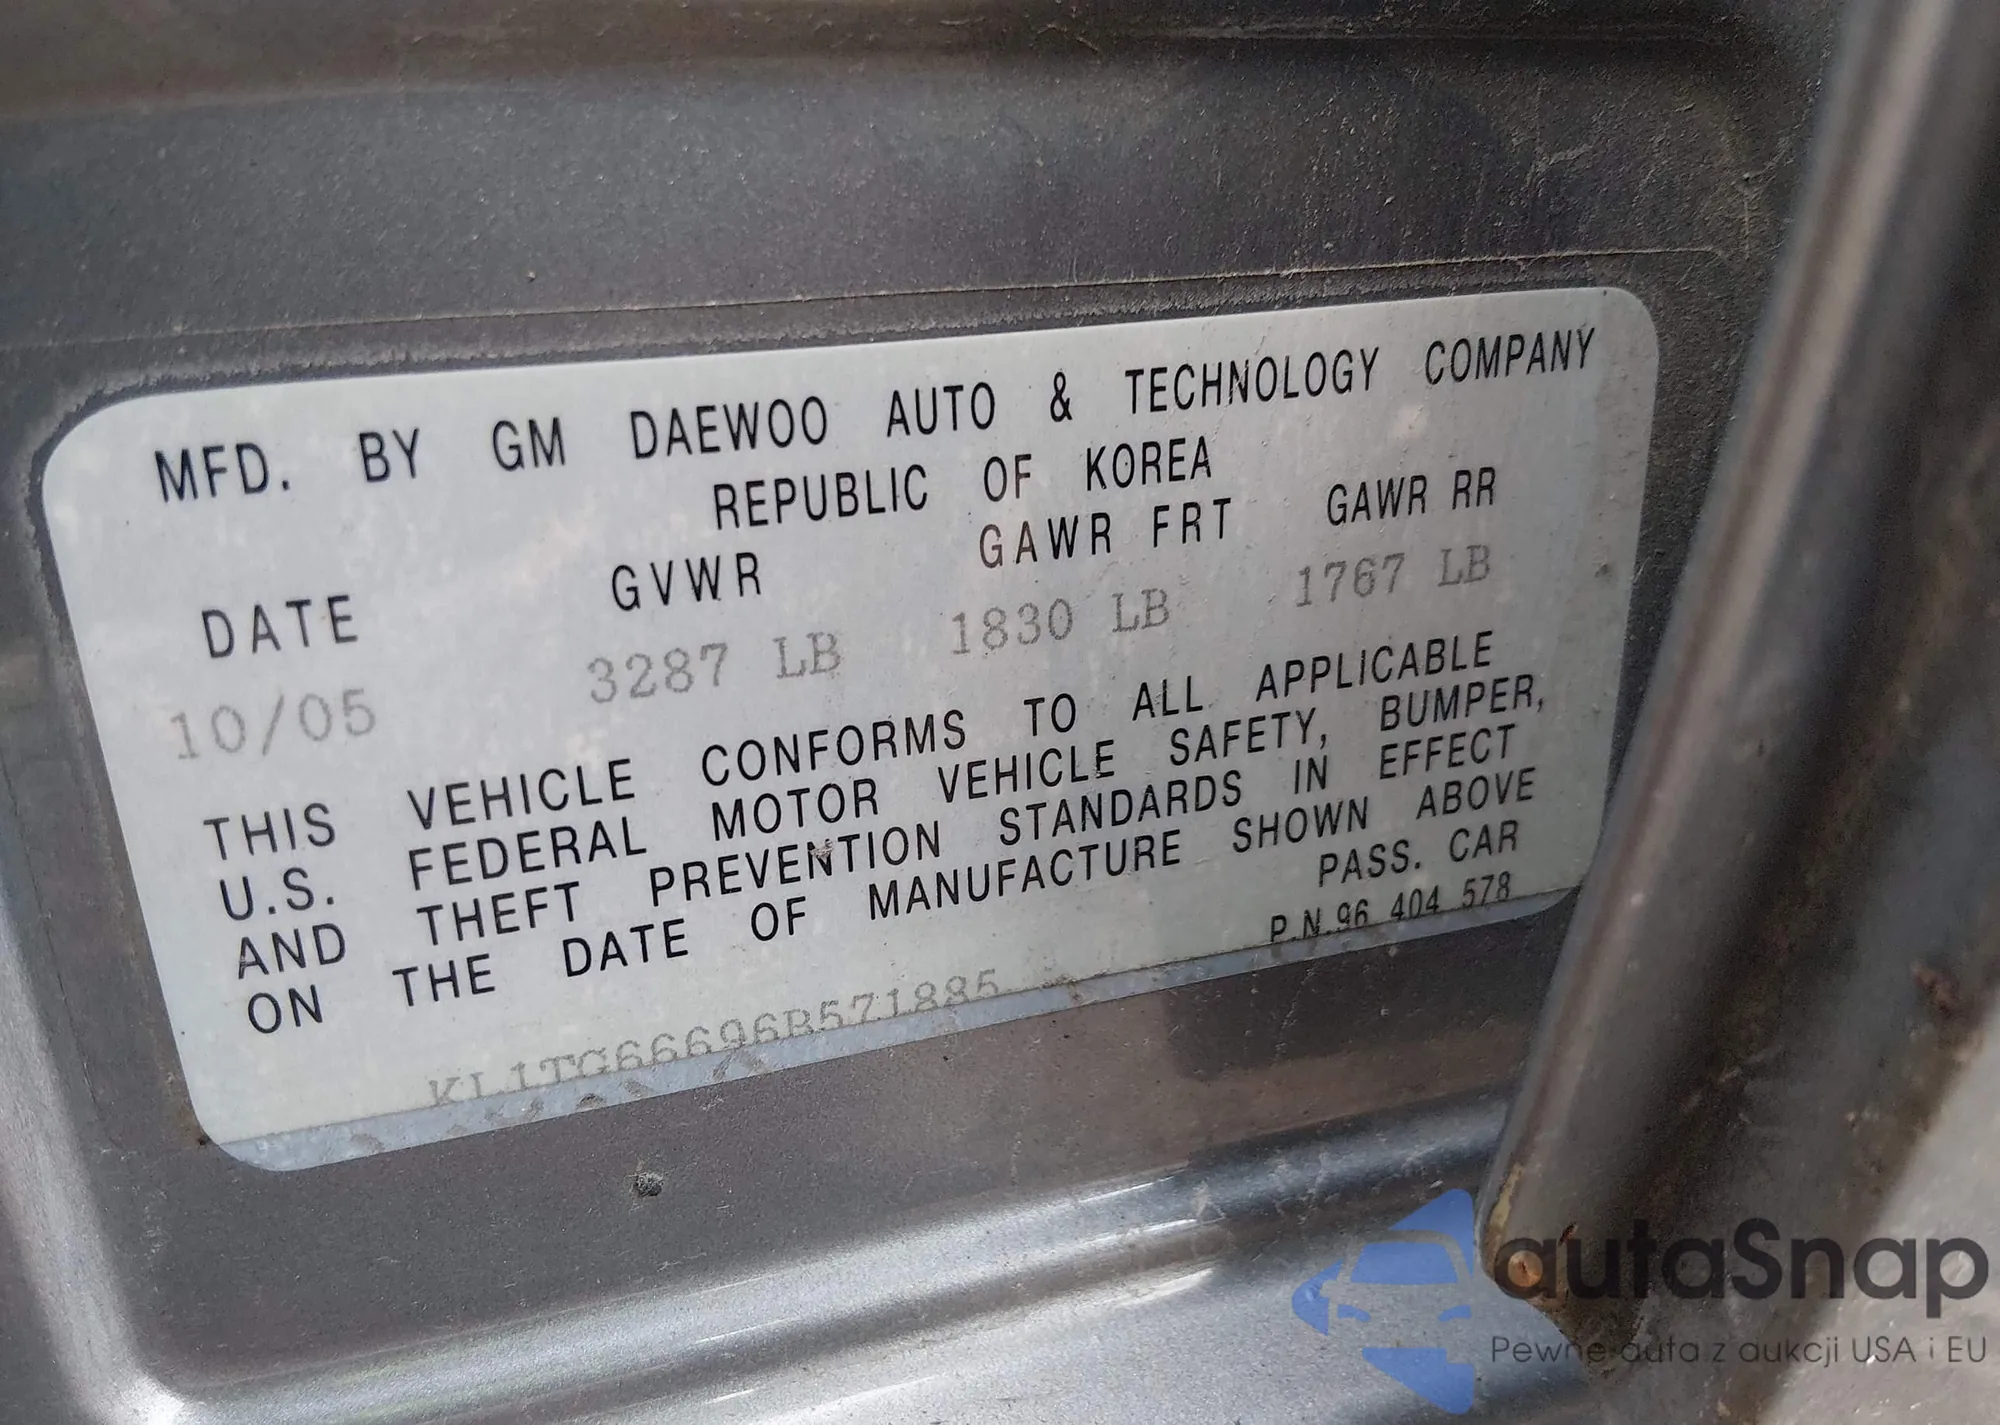 MFD. BY GM DAEWOO AUTO & TECHNOLOGY COMPANY
REPUBLIC OF KOREA
DATE GVWR GAWR FRT GAWR RR
10/05 3287 LB 1830 LB 1767 LB
THIS VEHICLE CONFORMS TO ALL APPLICABLE
U.S. FEDERAL MOTOR VEHICLE SAFETY, BUMPER,
AND THEFT PREVENTION STANDARDS IN EFFECT
ON THE DATE OF MANUFACTURE SHOWN ABOVE
PASS. CAR
P.N.96 404 578
KL1TG66696B571885
autaSnap
Pewne auta z aukcji USA i EU